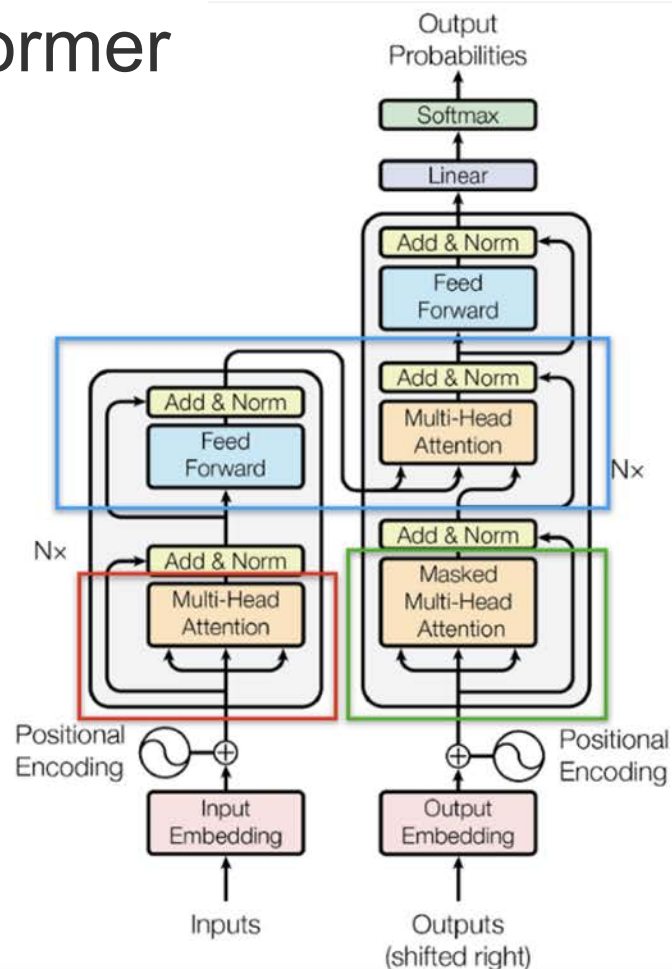 ormer
Output
Probabilities
Softmax
Linear
Add & Norm
Feed
Forward
Add & Norm
Multi-Head
Attention
Nx
Add & Norm
Masked
Multi-Head
Attention
Add & Norm
Feed
Forward
Nx
Add & Norm
Multi-Head
Attention
Positional
Encoding
Positional
Encoding
Input
Embedding
Output
Embedding
Inputs
Outputs
(shifted right)